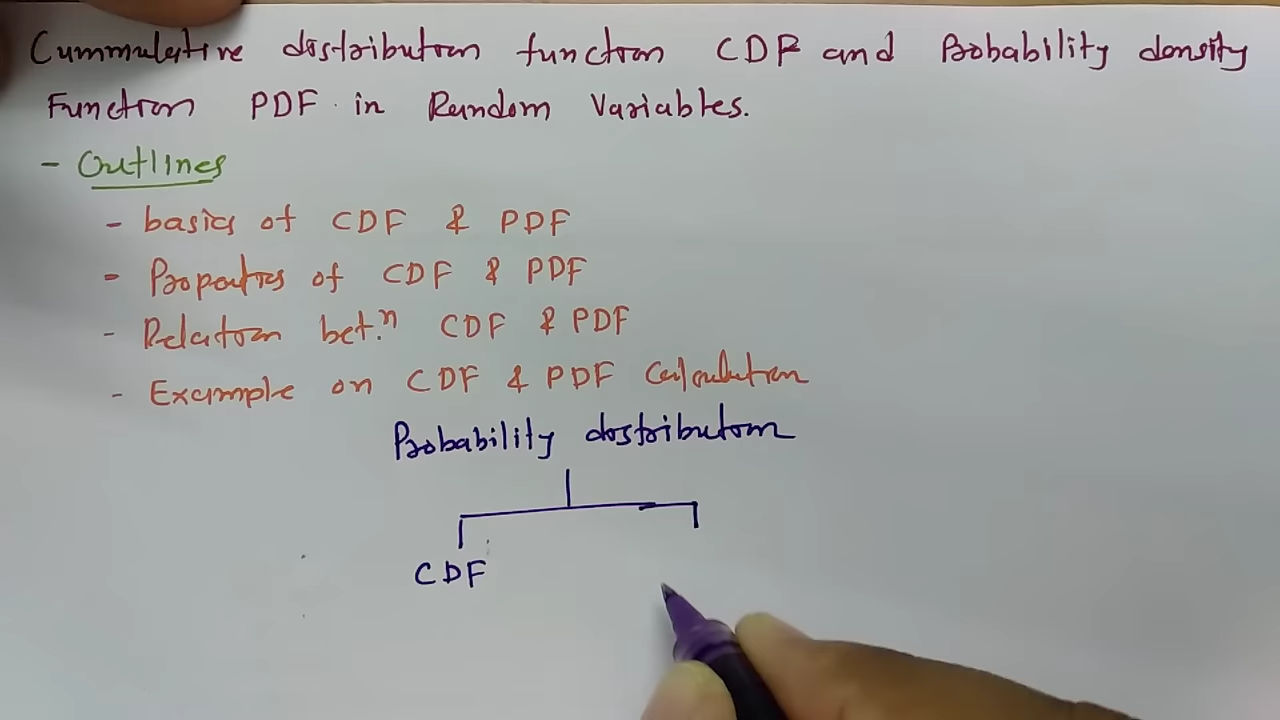 Cummulative distribution function CDF and Probability density
Function PDF in Random Variables.
- Outlines
- basics of CDF & PDF
- Properties of CDF & PDF
- Relation bet.n CDF & PDF
- Example on CDF & PDF Calculation
Probability distribution
CDF